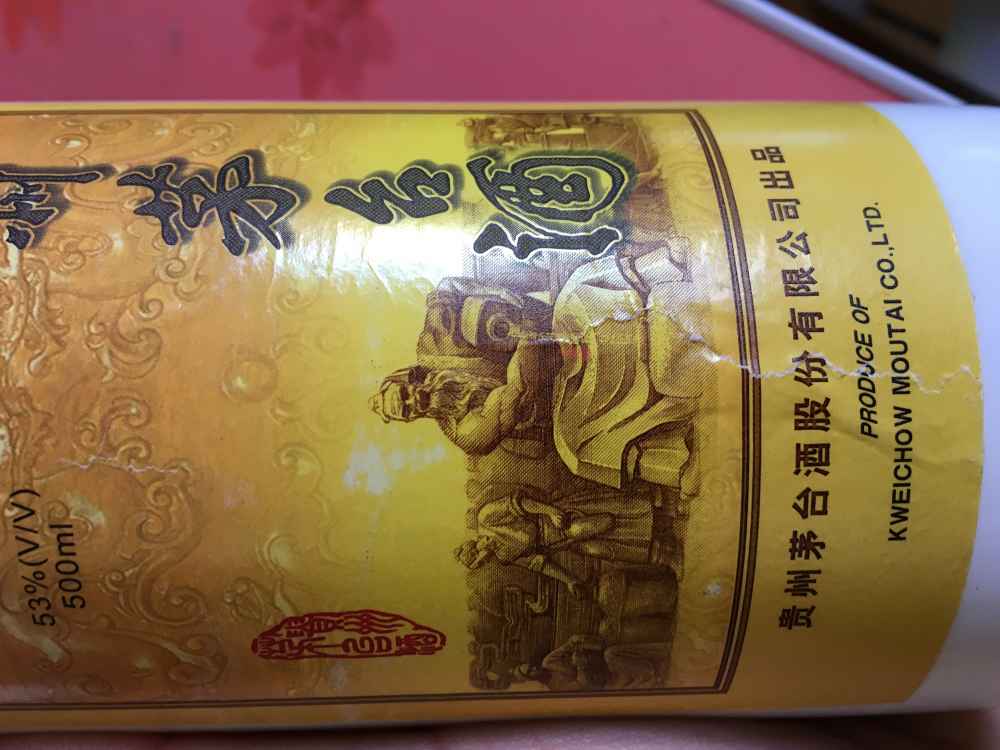 州茅台酒
53%(V/V)
500ml
贵州茅台酒股份有限公司出品
PRODUCE OF
KWEICHOW MOUTAI CO.,LTD.